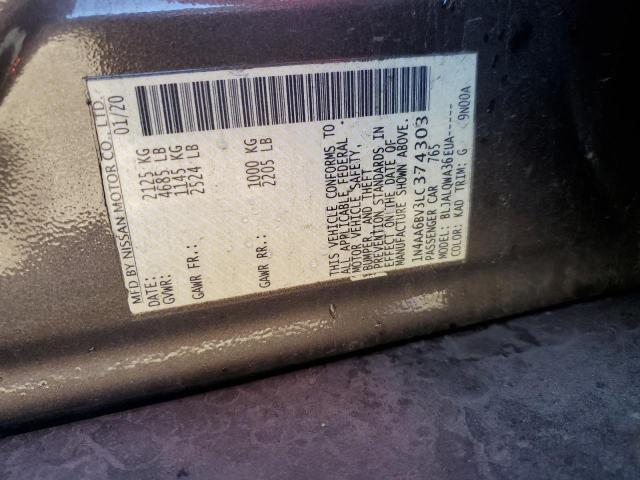 MFD BY NISSAN MOTOR CO., LTD.
DATE: 01/20
GVWR: 2125 KG
4685 LB
GAWR FR.: 1145 KG
2524 LB
GAWR RR.: 1000 KG
2205 LB
THIS VEHICLE CONFORMS TO
ALL APPLICABLE FEDERAL
MOTOR VEHICLE SAFETY,
BUMPER, AND THEFT
PREVENTION STANDARDS IN
EFFECT ON THE DATE OF
MANUFACTURE SHOWN ABOVE.
1N4AA6BV3LC374303
PASSENGER CAR 765
MODEL: BLJALQWA36EUA-----
COLOR: KAD TRIM: G 9N00A